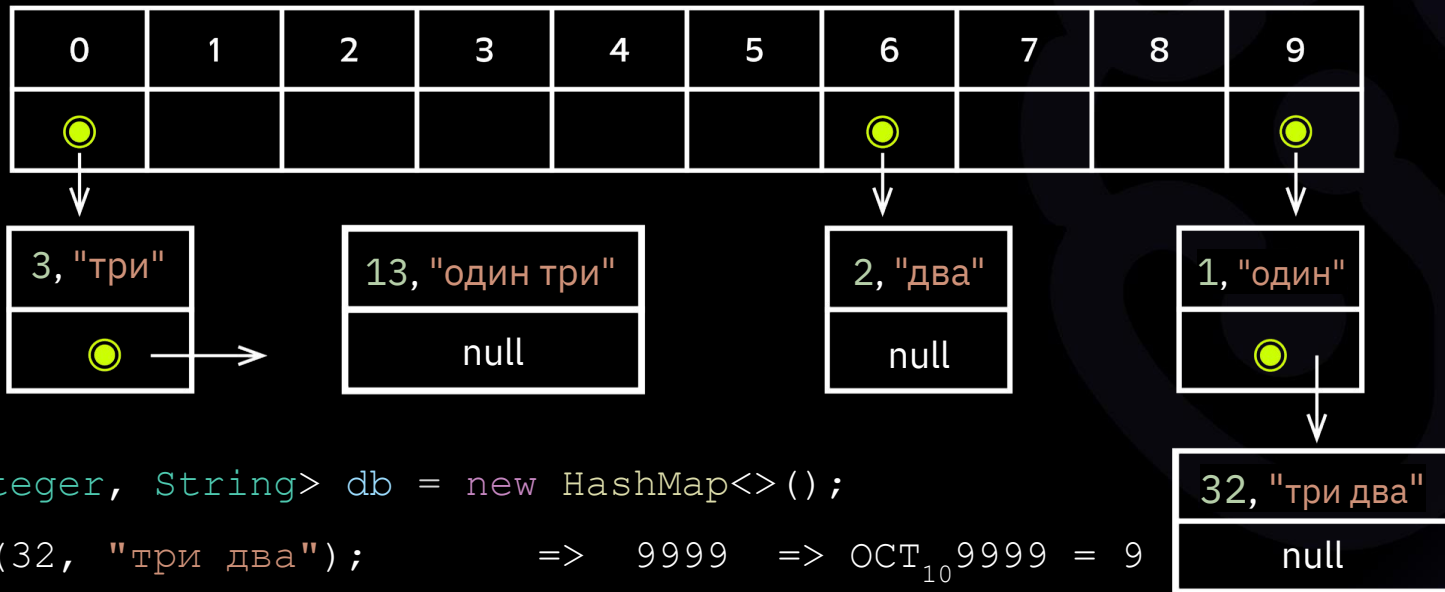 0 1 2 3 4 5 6 7 8 9
3, "три" 13, "один три" 2, "два" 1, "один"
null null
teger, String> db = new HashMap<>();
(32, "три два"); => 9999 => ОСТ₁₀9999 = 9
32, "три два"
null